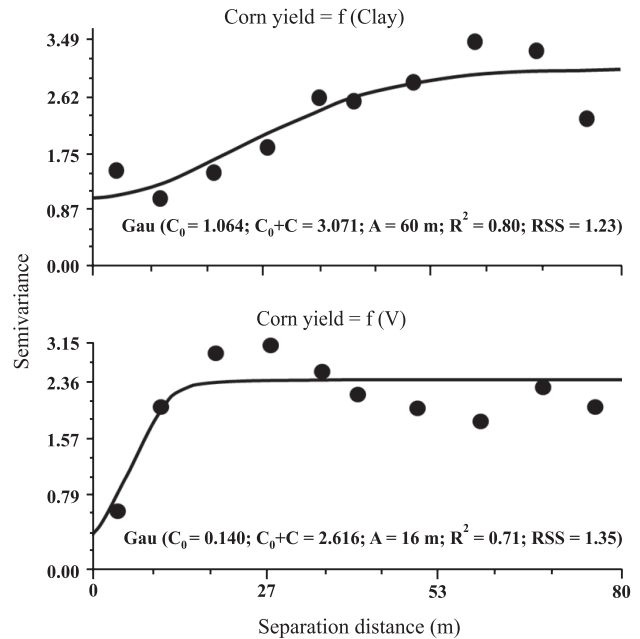 Corn yield = f (Clay)
3.49
2.62
1.75
0.87
0.00
Gau (C0 = 1.064; C0+C = 3.071; A = 60 m; R2 = 0.80; RSS = 1.23)
Semivariance
Corn yield = f (V)
3.15
2.36
1.57
0.79
0.00
Gau (C0 = 0.140; C0+C = 2.616; A = 16 m; R2 = 0.71; RSS = 1.35)
0 27 53 80
Separation distance (m)